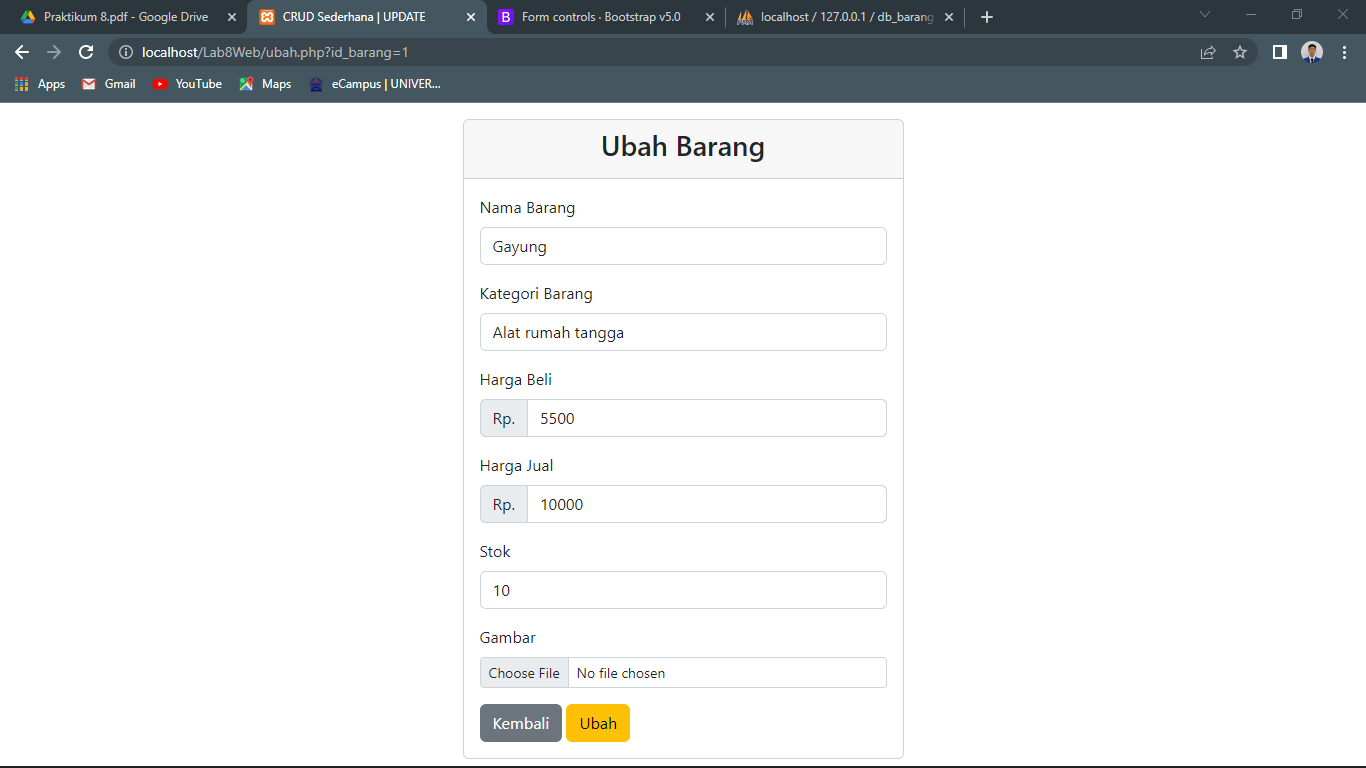 Praktikum 8.pdf - Google Drive
CRUD Sederhana | UPDATE
Form controls · Bootstrap v5.0
localhost / 127.0.0.1 / db_barang
localhost/Lab8Web/ubah.php?id_barang=1
Apps
Gmail
YouTube
Maps
eCampus | UNIVER...
Ubah Barang
Nama Barang
Gayung
Kategori Barang
Alat rumah tangga
Harga Beli
Rp. 5500
Harga Jual
Rp. 10000
Stok
10
Gambar
Choose File No file chosen
Kembali Ubah